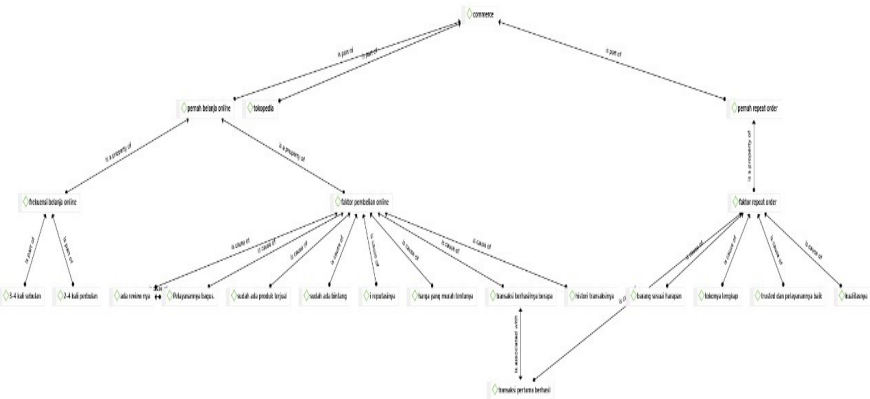 commerce
is part of
is part of
is part of
pernah belanja online
tokopedia
pernah repeat order
is a property of
is a property of
is a property of
frekuensi belanja online
faktor pembelian online
faktor repeat order
is part of
is part of
is cause of
is cause of
is cause of
is cause of
is cause of
is cause of
is cause of
is cause of
is cause of
is cause of
is cause of
is cause of
3-4 kali sebulan
2-4 kali perbulan
ada review nya
Pelayanannya bagus.
sudah ada produk terjual
sudah ada bintang
reputasinya
harga yang murah tentunya
transaksi berhasilnya berapa
histori transaksinya
barang sesuai harapan
tokonya lengkap
trusted dan pelayanannya baik
kualitasnya
is associated with
transaksi pertama berhasil